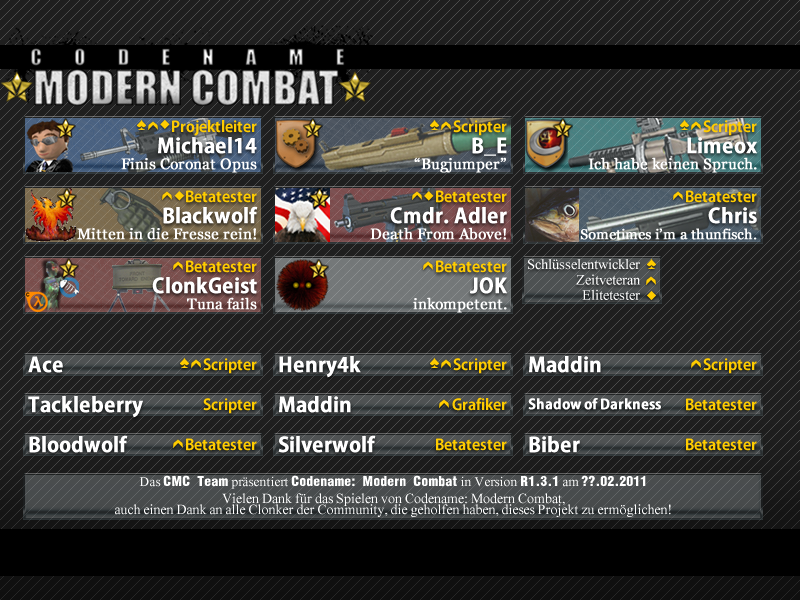 CODENAME
MODERN COMBAT
Projektleiter
Michael14
Finis Coronat Opus
Scripter
B_E
“Bugjumper”
Scripter
Limeox
Ich habe keinen Spruch.
Betatester
Blackwolf
Mitten in die Fresse rein!
Betatester
Cmdr. Adler
Death From Above!
Betatester
Chris
Sometimes i'm a thunfisch.
Betatester
ClonkGeist
Tuna fails
Betatester
JOK
inkompetent.
Schlüsselentwickler
Zeitveteran
Elitetester
Ace Scripter
Henry4k Scripter
Maddin Scripter
Tackleberry Scripter
Maddin Grafiker
Shadow of Darkness Betatester
Bloodwolf Betatester
Silverwolf Betatester
Biber Betatester
Das CMC Team präsentiert Codename: Modern Combat in Version R1.3.1 am ??.02.2011
Vielen Dank für das Spielen von Codename: Modern Combat,
auch einen Dank an alle Clonker der Community, die geholfen haben, dieses Projekt zu ermöglichen!